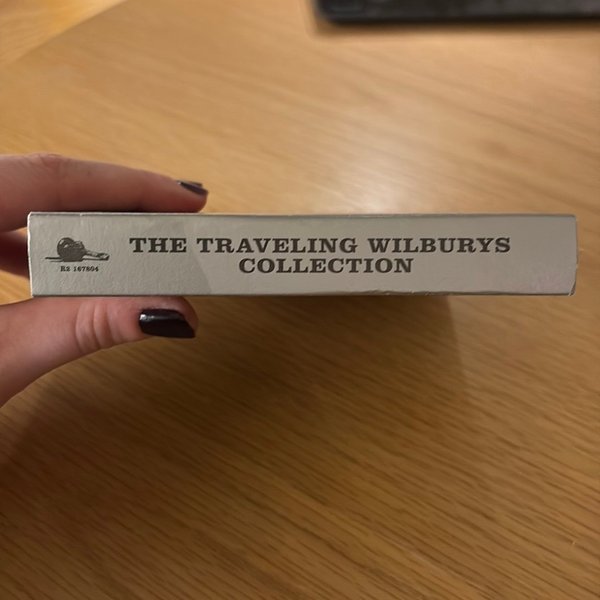 THE TRAVELING WILBURYS
COLLECTION
R2 167804